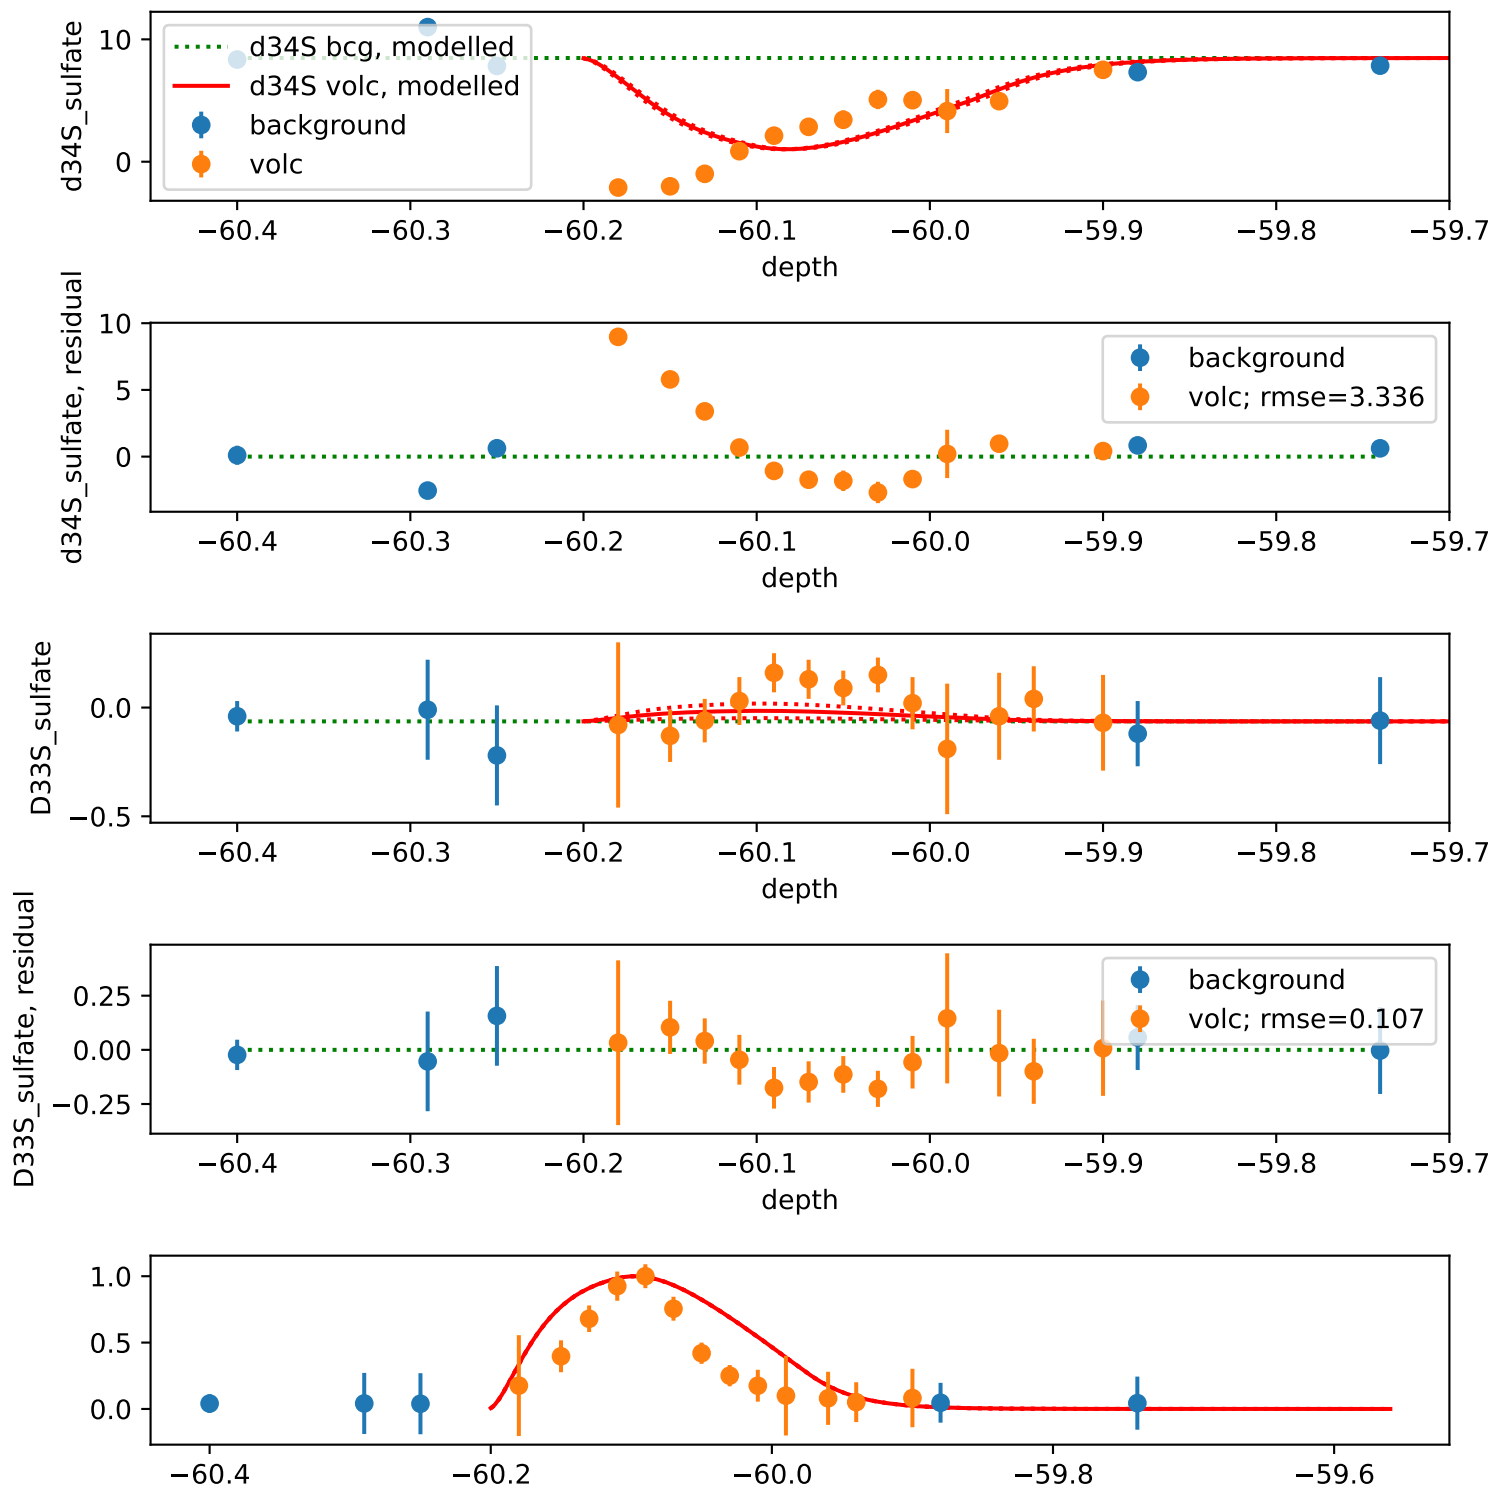 d34S_sulfate
10
0
d34S bcg, modelled
d34S volc, modelled
background
volc
−60.4 −60.3 −60.2 −60.1 −60.0 −59.9 −59.8 −59.7
depth
d34S_sulfate, residual
10
5
0
background
volc; rmse=3.336
−60.4 −60.3 −60.2 −60.1 −60.0 −59.9 −59.8 −59.7
depth
D33S_sulfate
0.0
−0.5
−60.4 −60.3 −60.2 −60.1 −60.0 −59.9 −59.8 −59.7
depth
D33S_sulfate, residual
0.25
0.00
−0.25
background
volc; rmse=0.107
−60.4 −60.3 −60.2 −60.1 −60.0 −59.9 −59.8 −59.7
depth
1.0
0.5
0.0
−60.4 −60.2 −60.0 −59.8 −59.6